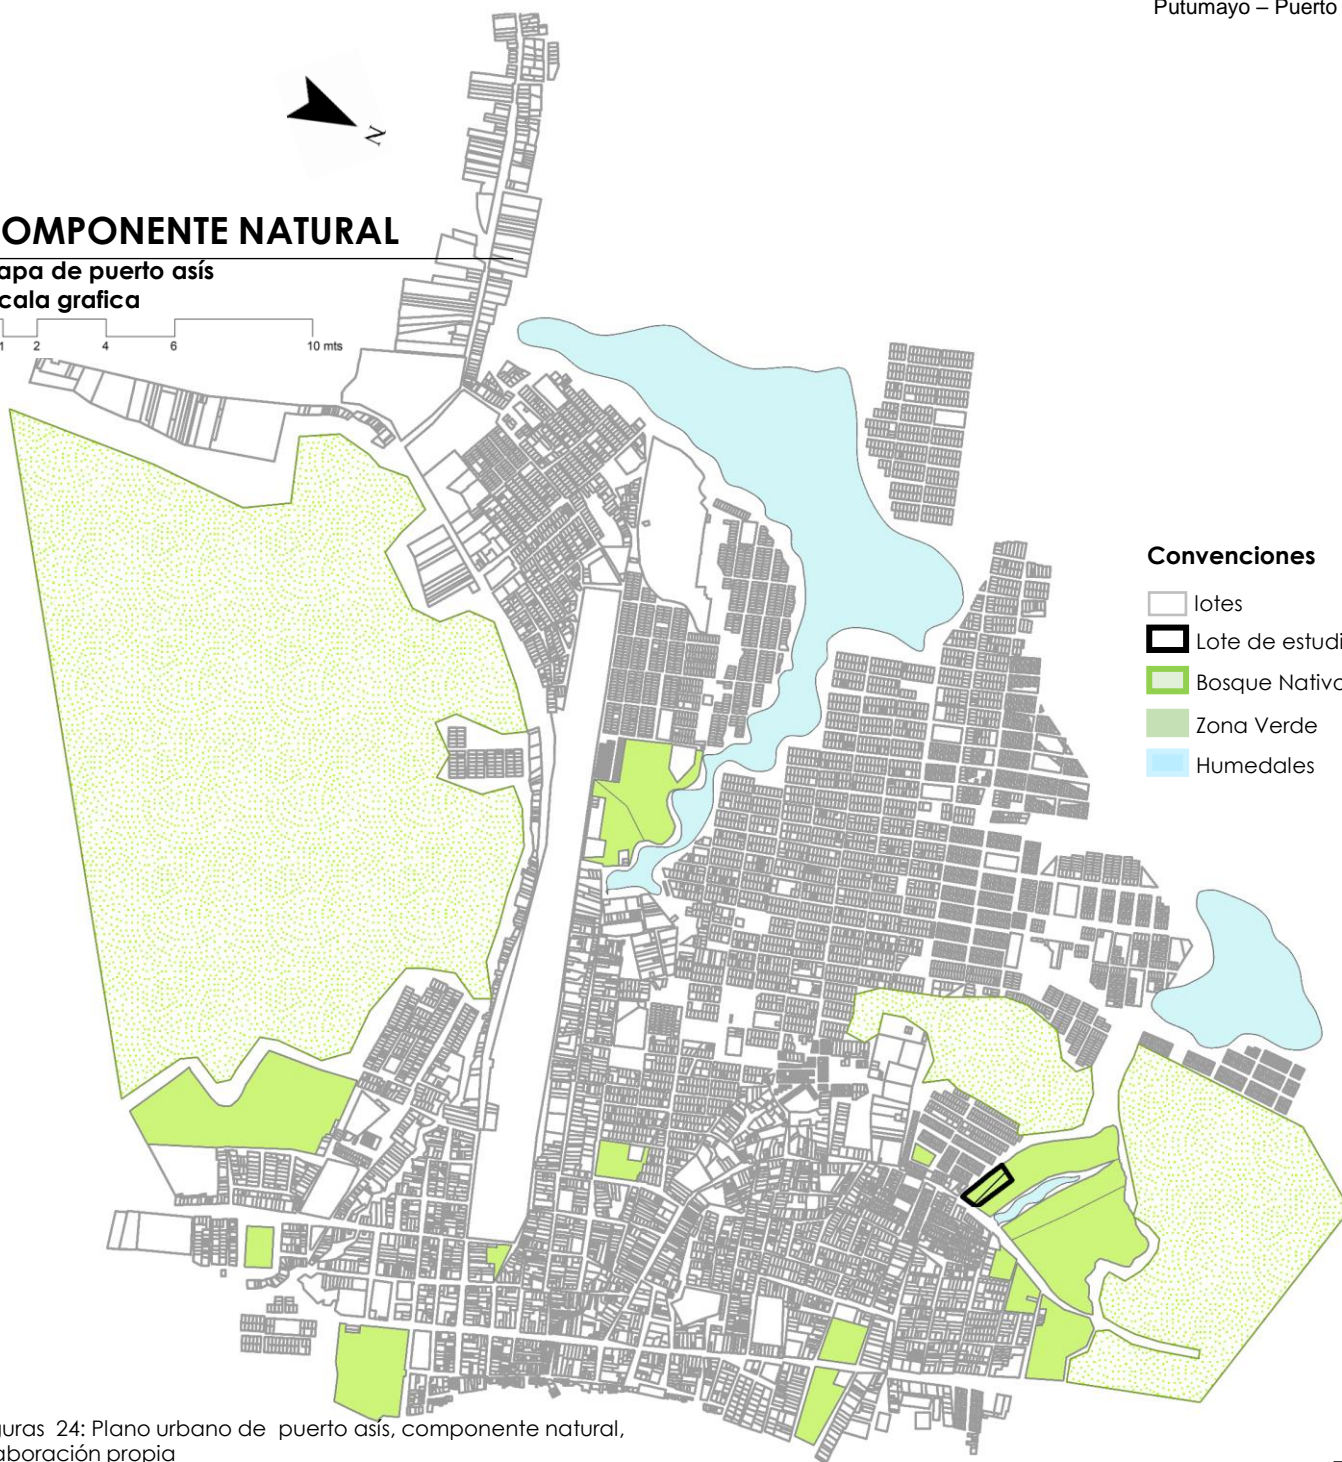 Putumayo – Puerto
N
OMPONENTE NATURAL
apa de puerto asís
cala grafica
1 2 4 6 10 mts
Convenciones
lotes
Lote de estudi
Bosque Nativo
Zona Verde
Humedales
guras 24: Plano urbano de puerto asís, componente natural,
aboración propia